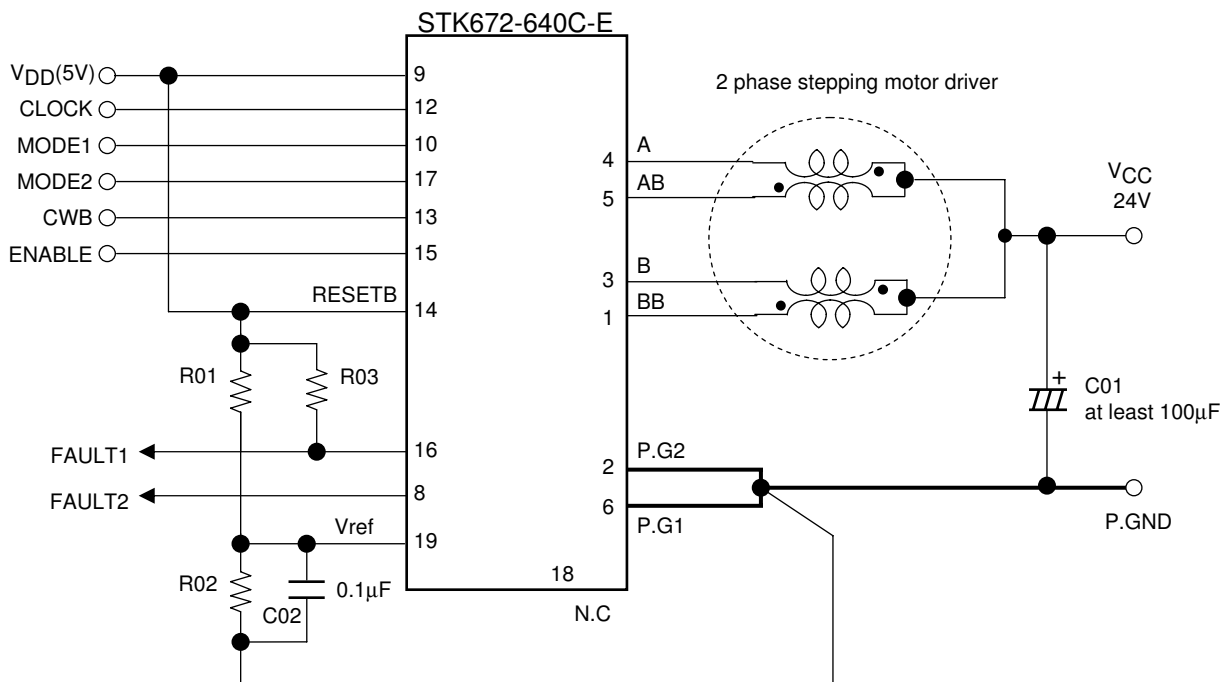 STK672-640C-E
VDD(5V)
9
CLOCK
12
MODE1
10
MODE2
17
CWB
13
ENABLE
15
RESETB
14
R01
R03
FAULT1
16
FAULT2
8
Vref
19
R02
C02
0.1µF
18
N.C
2 phase stepping motor driver
4
A
5
AB
3
B
1
BB
VCC
24V
+
C01
at least 100µF
2
P.G2
6
P.G1
P.GND